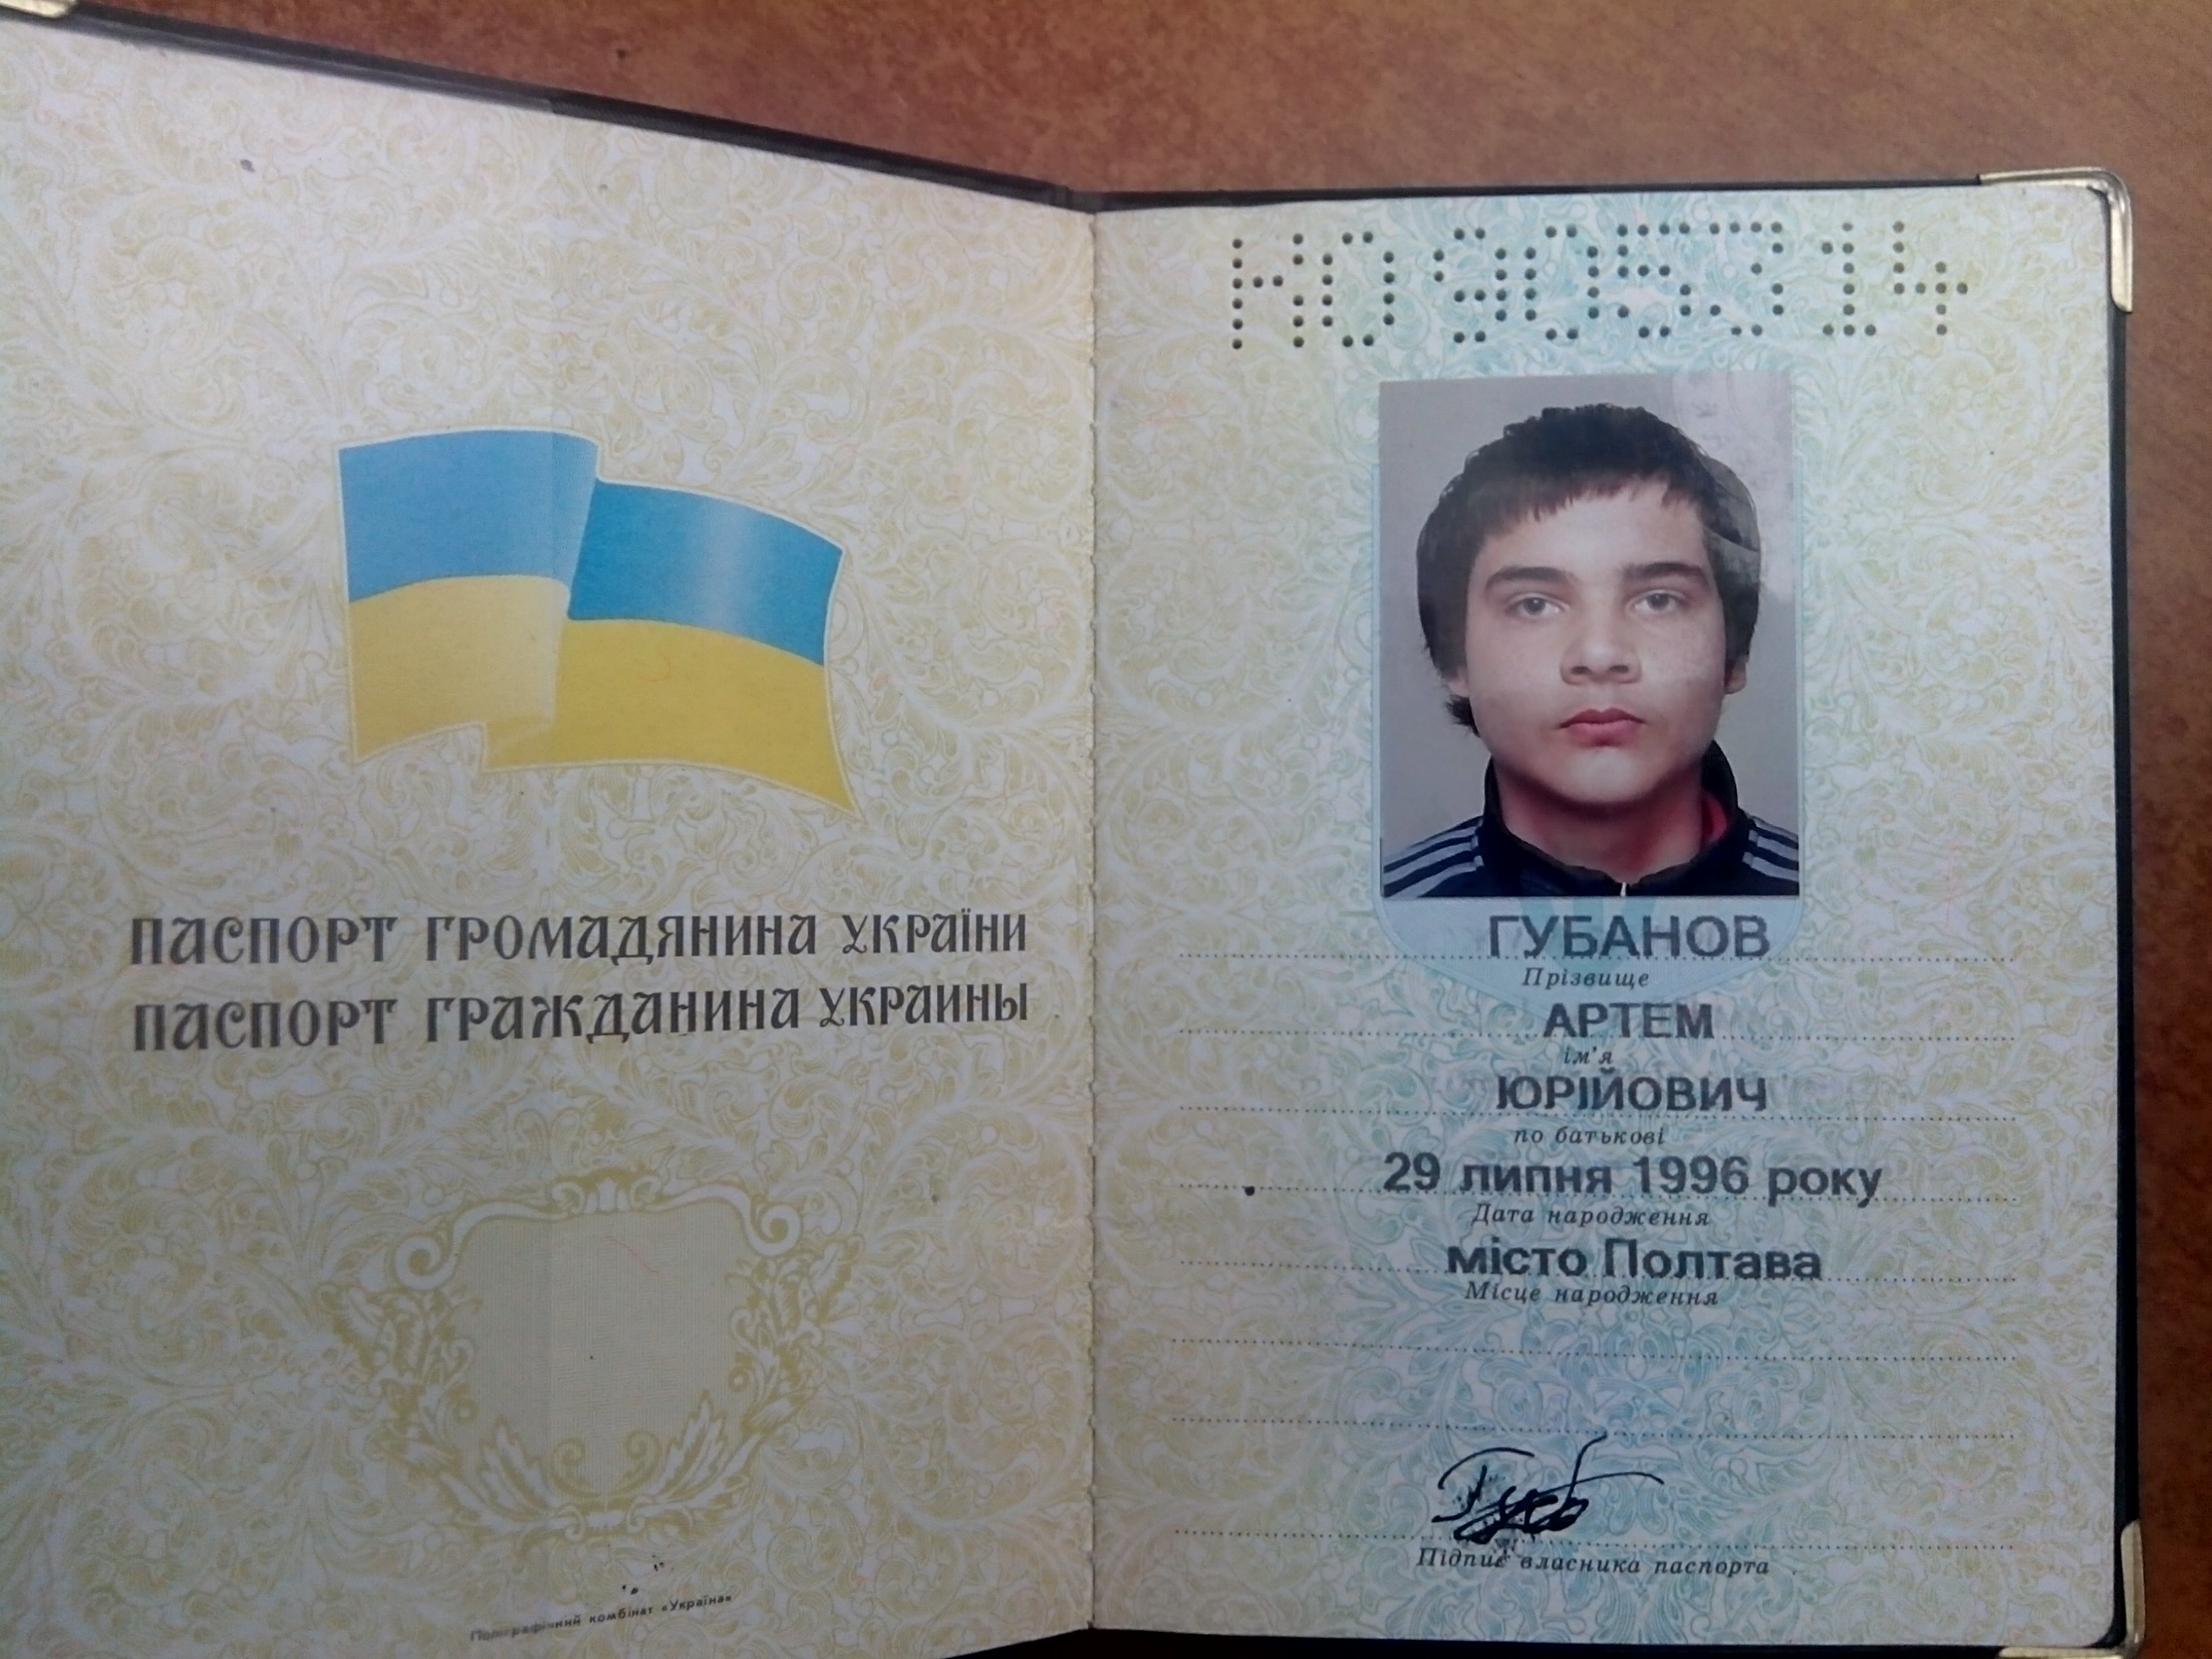 ПАСПОРТ ГРОМАДЯНИНА УКРАЇНИ
ПАСПОРТ ГРАЖДАНИНА УКРАИНЫ
Поліграфічний комбінат «Україна»
КО 905314
ГУБАНОВ
Прізвище
АРТЕМ
ім'я
ЮРІЙОВИЧ
по батькові
29 липня 1996 року
Дата народження
місто Полтава
Місце народження
Губ
Підпис власника паспорта